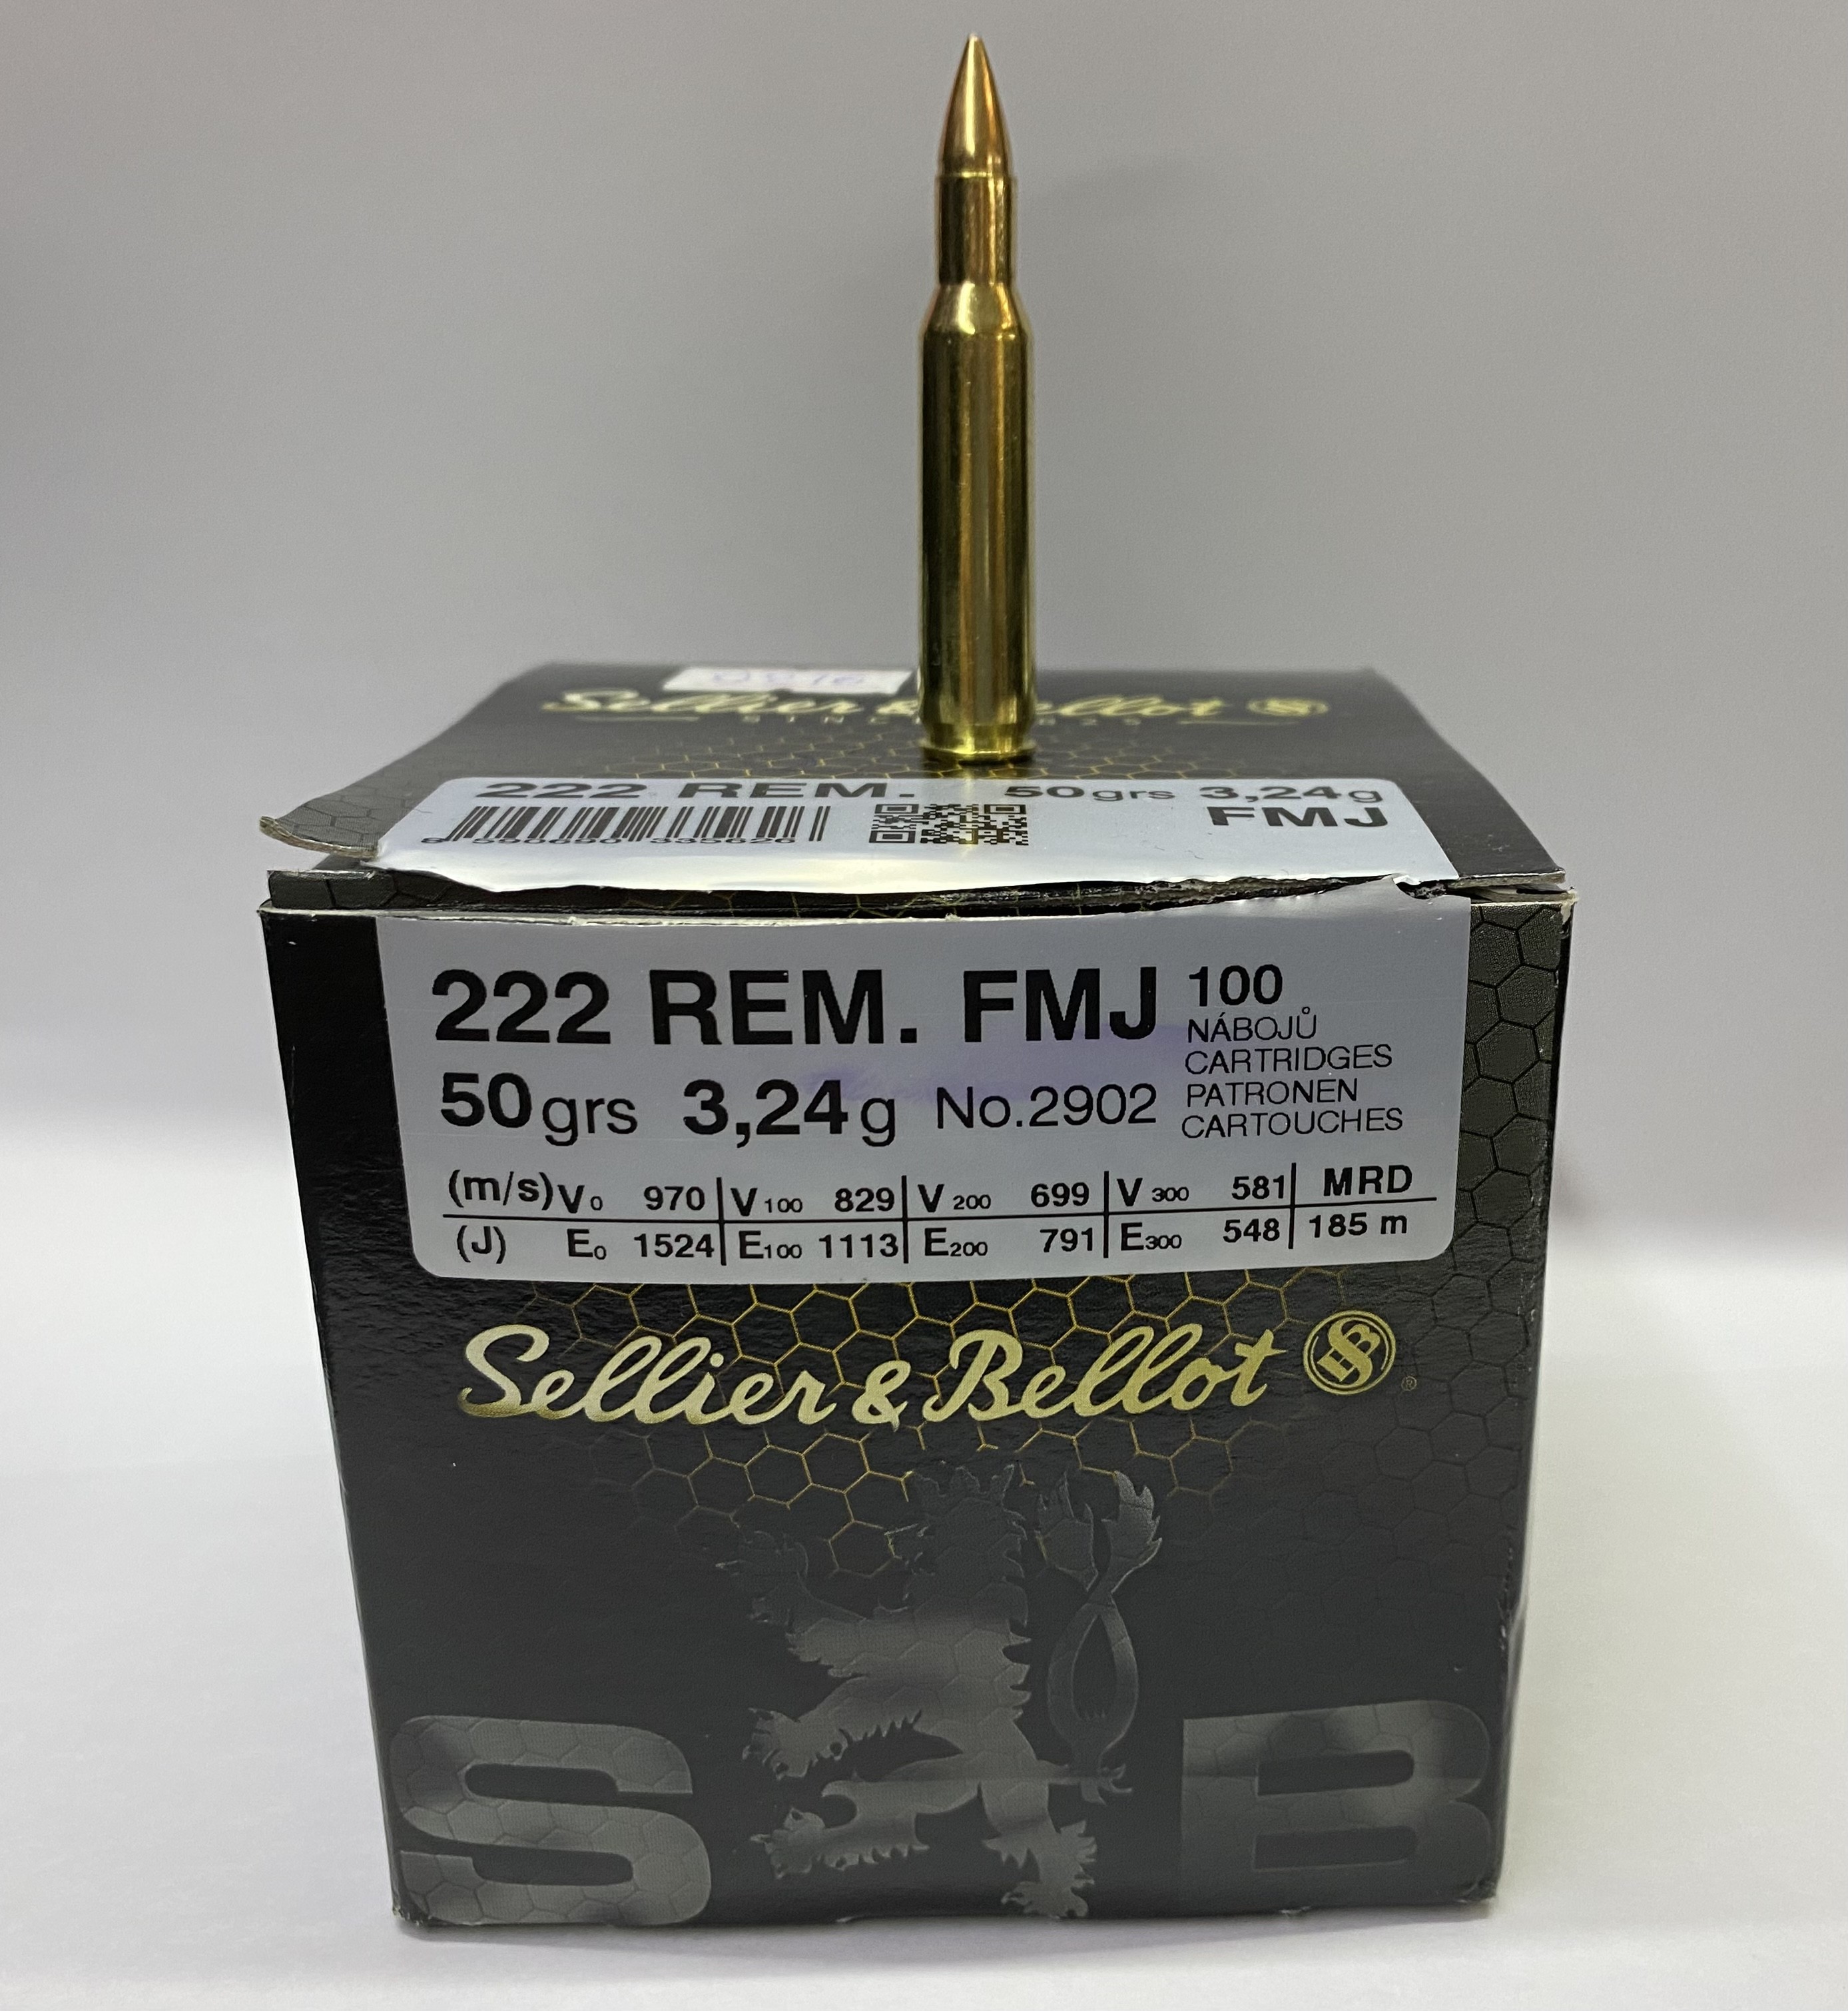 Sellier & Bellot
222 REM. 50grs 3,24g
FMJ
222 REM. FMJ 100
NÁBOJŮ
CARTRIDGES
50grs 3,24g No.2902 PATRONEN
CARTOUCHES
(m/s) V0 970 V100 829 V200 699 V300 581 MRD
(J) E0 1524 E100 1113 E200 791 E300 548 185 m
Sellier & Bellot SB ®
S B